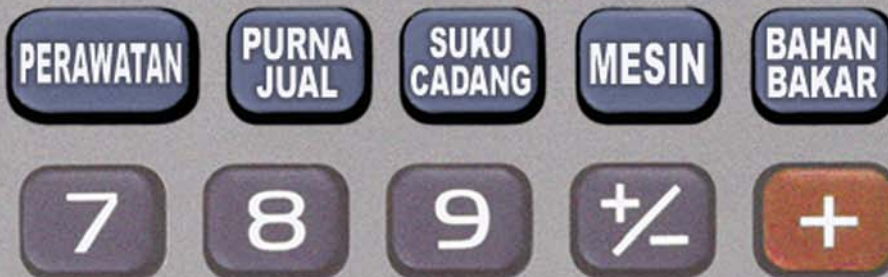 PERAWATAN
PURNA
JUAL
SUKU
CADANG
MESIN
BAHAN
BAKAR
7 8 9 +/− +